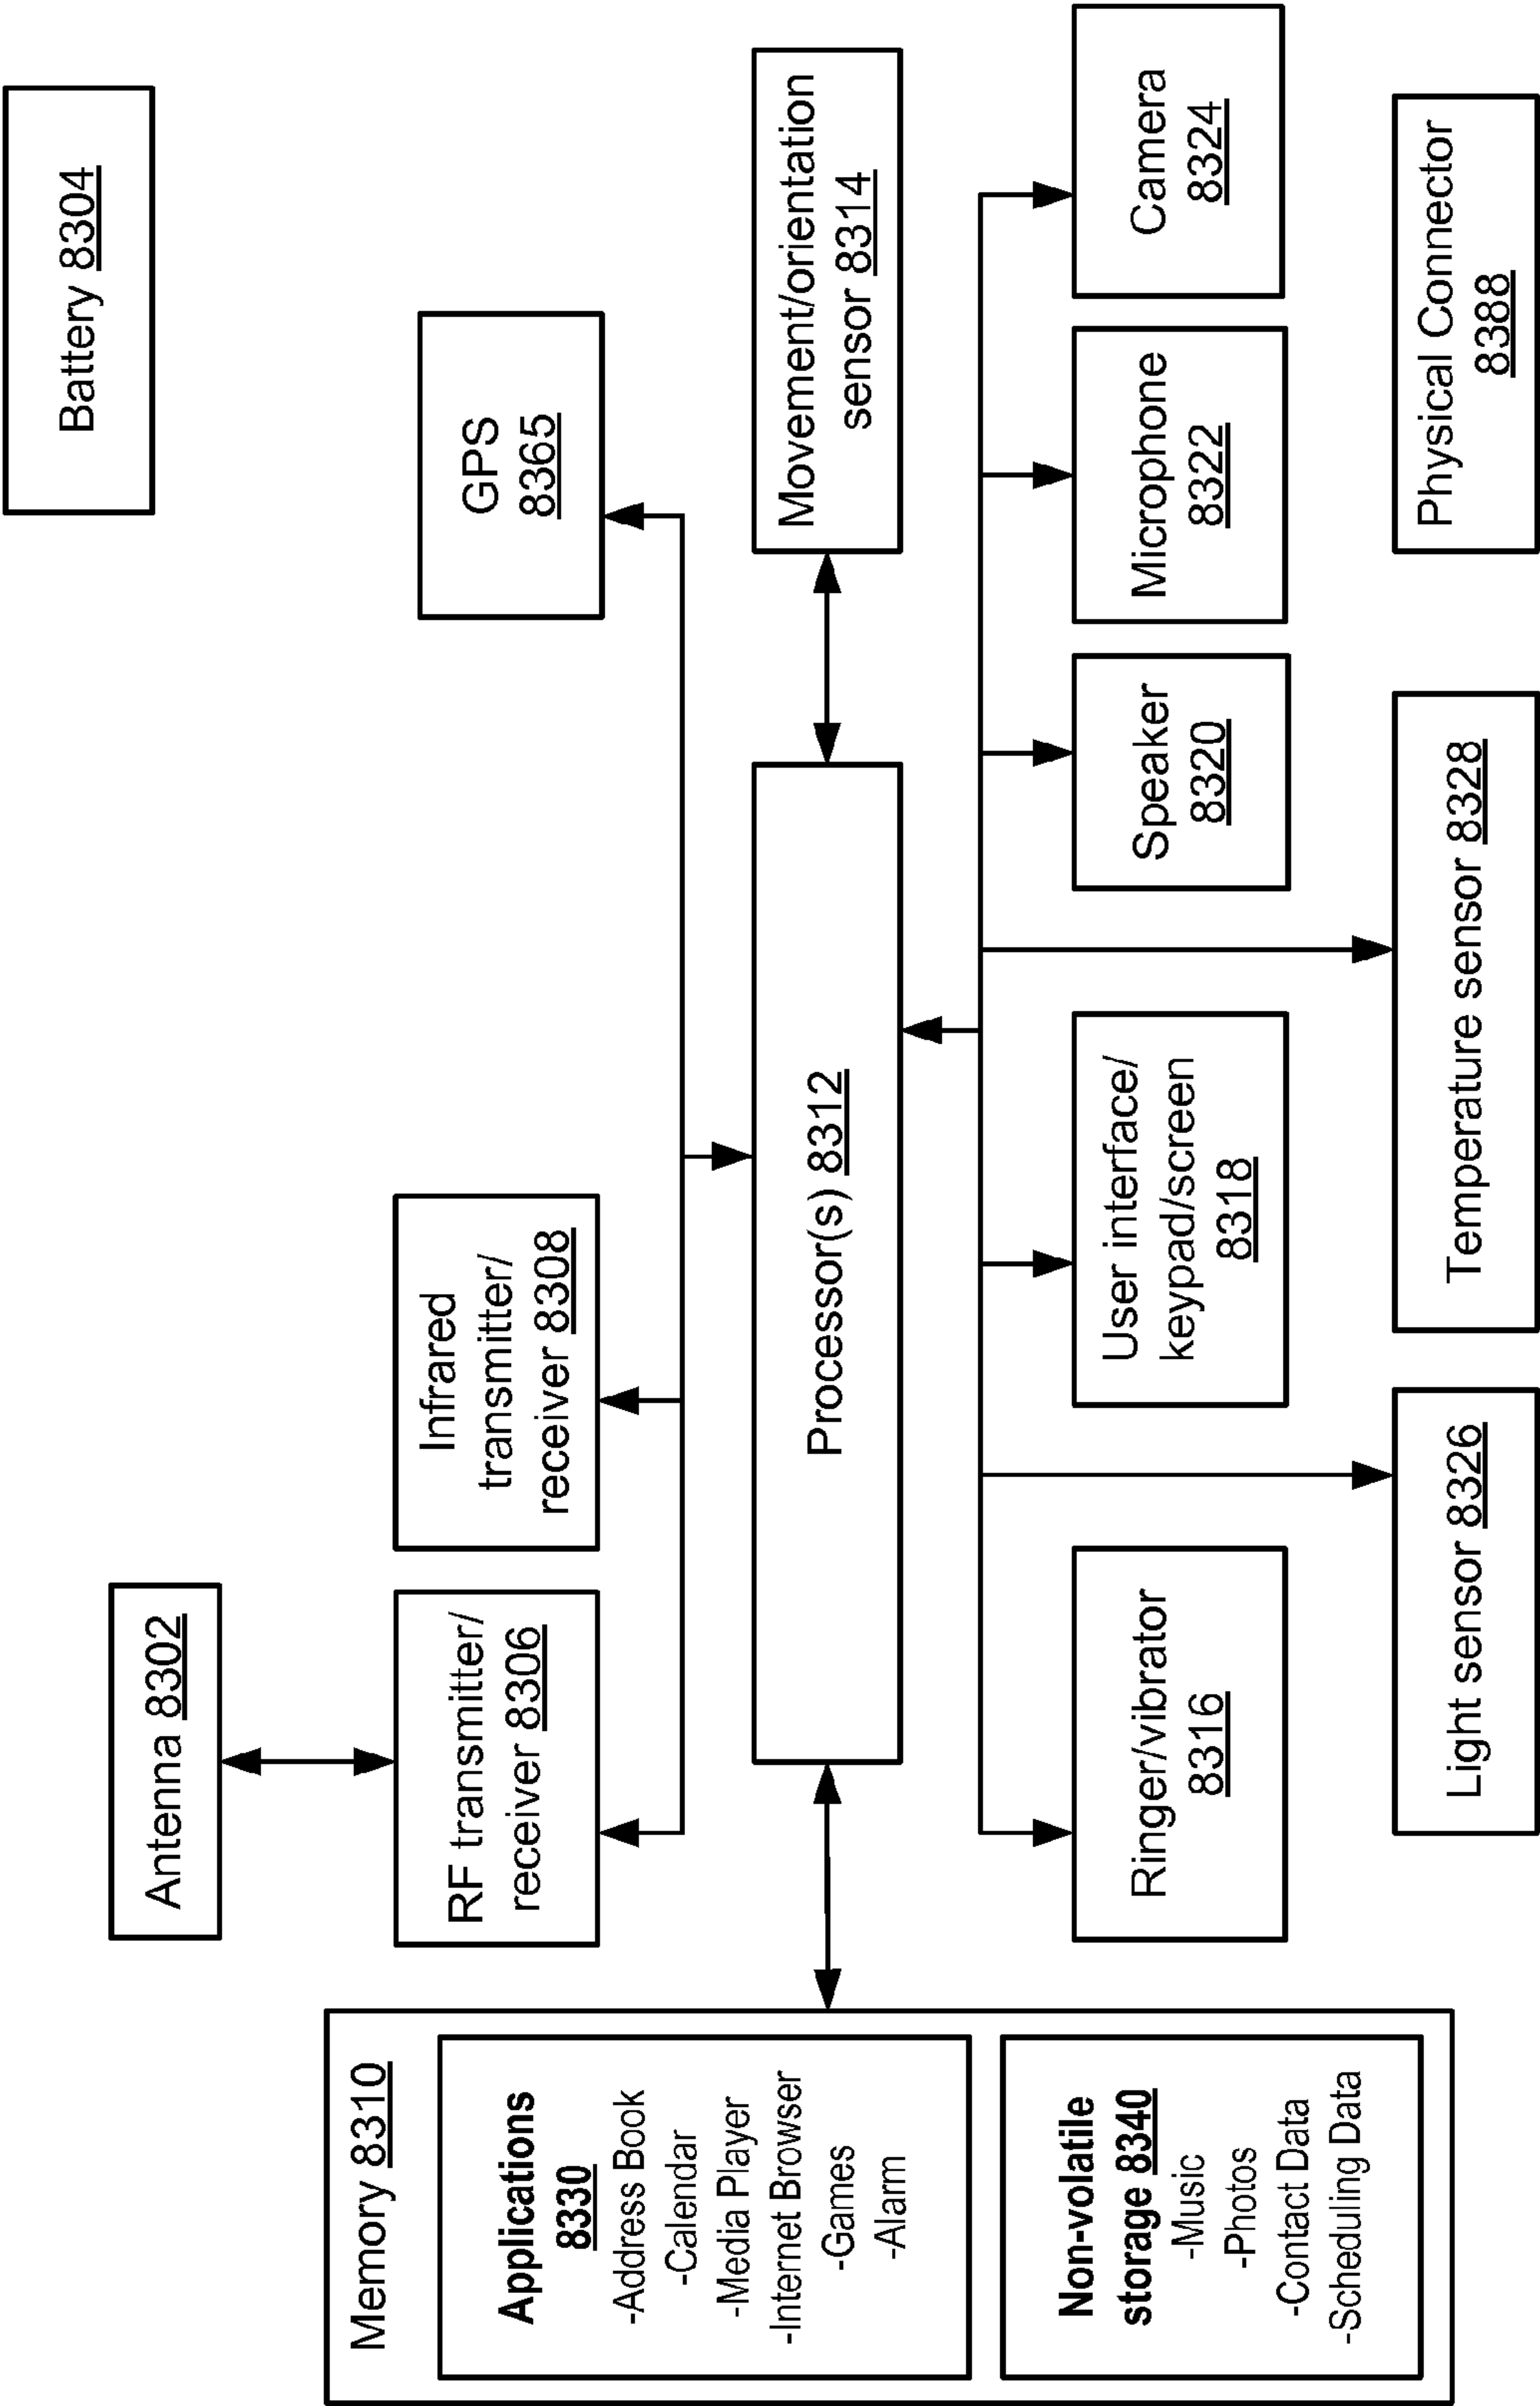 Antenna 8302
Battery 8304
Memory 8310
Applications
8330
-Address Book
-Calendar
-Media Player
-Internet Browser
-Games
-Alarm
Non-volatile
storage 8340
-Music
-Photos
-Contact Data
-Scheduling Data
RF transmitter/
receiver 8306
Infrared
transmitter/
receiver 8308
GPS
8365
Processor(s) 8312
Movement/orientation
sensor 8314
Ringer/vibrator
8316
User interface/
keypad/screen
8318
Speaker
8320
Microphone
8322
Camera
8324
Light sensor 8326
Temperature sensor 8328
Physical Connector
8388